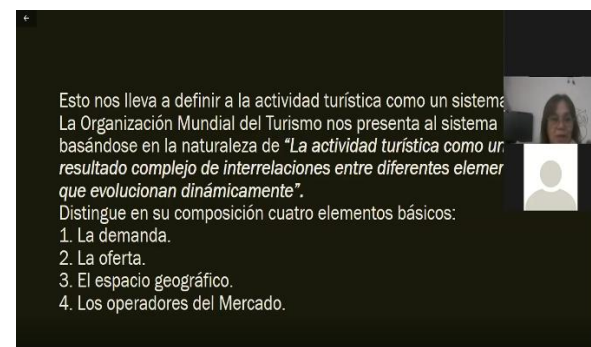 Esto nos lleva a definir a la actividad turística como un sistema
La Organización Mundial del Turismo nos presenta al sistema
basándose en la naturaleza de “La actividad turística como un
resultado complejo de interrelaciones entre diferentes elemen
que evolucionan dinámicamente”.
Distingue en su composición cuatro elementos básicos:
1. La demanda.
2. La oferta.
3. El espacio geográfico.
4. Los operadores del Mercado.